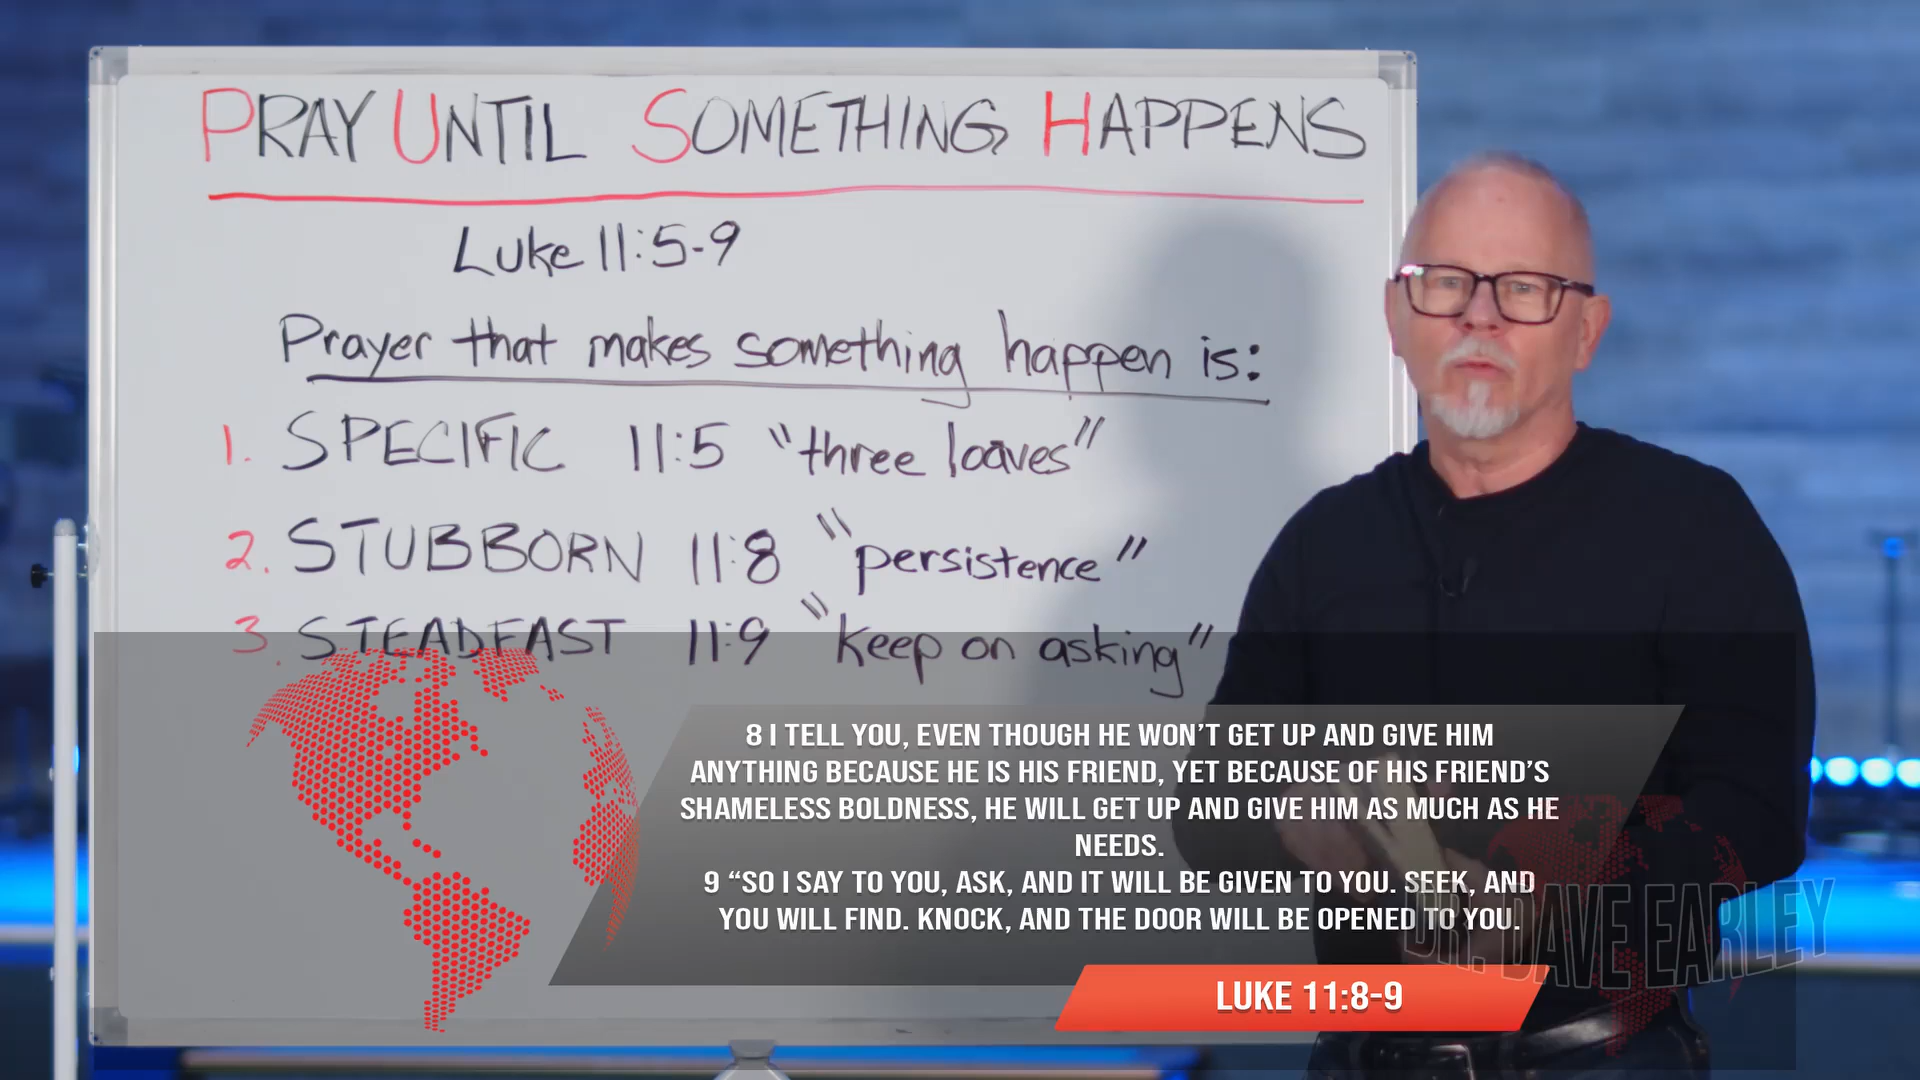 PRAY UNTIL SOMETHING HAPPENS
Luke 11:5-9
Prayer that makes something happen is:
1. SPECIFIC 11:5 "three loaves"
2. STUBBORN 11:8 "persistence"
3. STEADFAST 11:9 "keep on asking"
8 I TELL YOU, EVEN THOUGH HE WON'T GET UP AND GIVE HIM
ANYTHING BECAUSE HE IS HIS FRIEND, YET BECAUSE OF HIS FRIEND'S
SHAMELESS BOLDNESS, HE WILL GET UP AND GIVE HIM AS MUCH AS HE
NEEDS.
9 “SO I SAY TO YOU, ASK, AND IT WILL BE GIVEN TO YOU. SEEK, AND
YOU WILL FIND. KNOCK, AND THE DOOR WILL BE OPENED TO YOU.
LUKE 11:8-9
DR. DAVE EARLEY